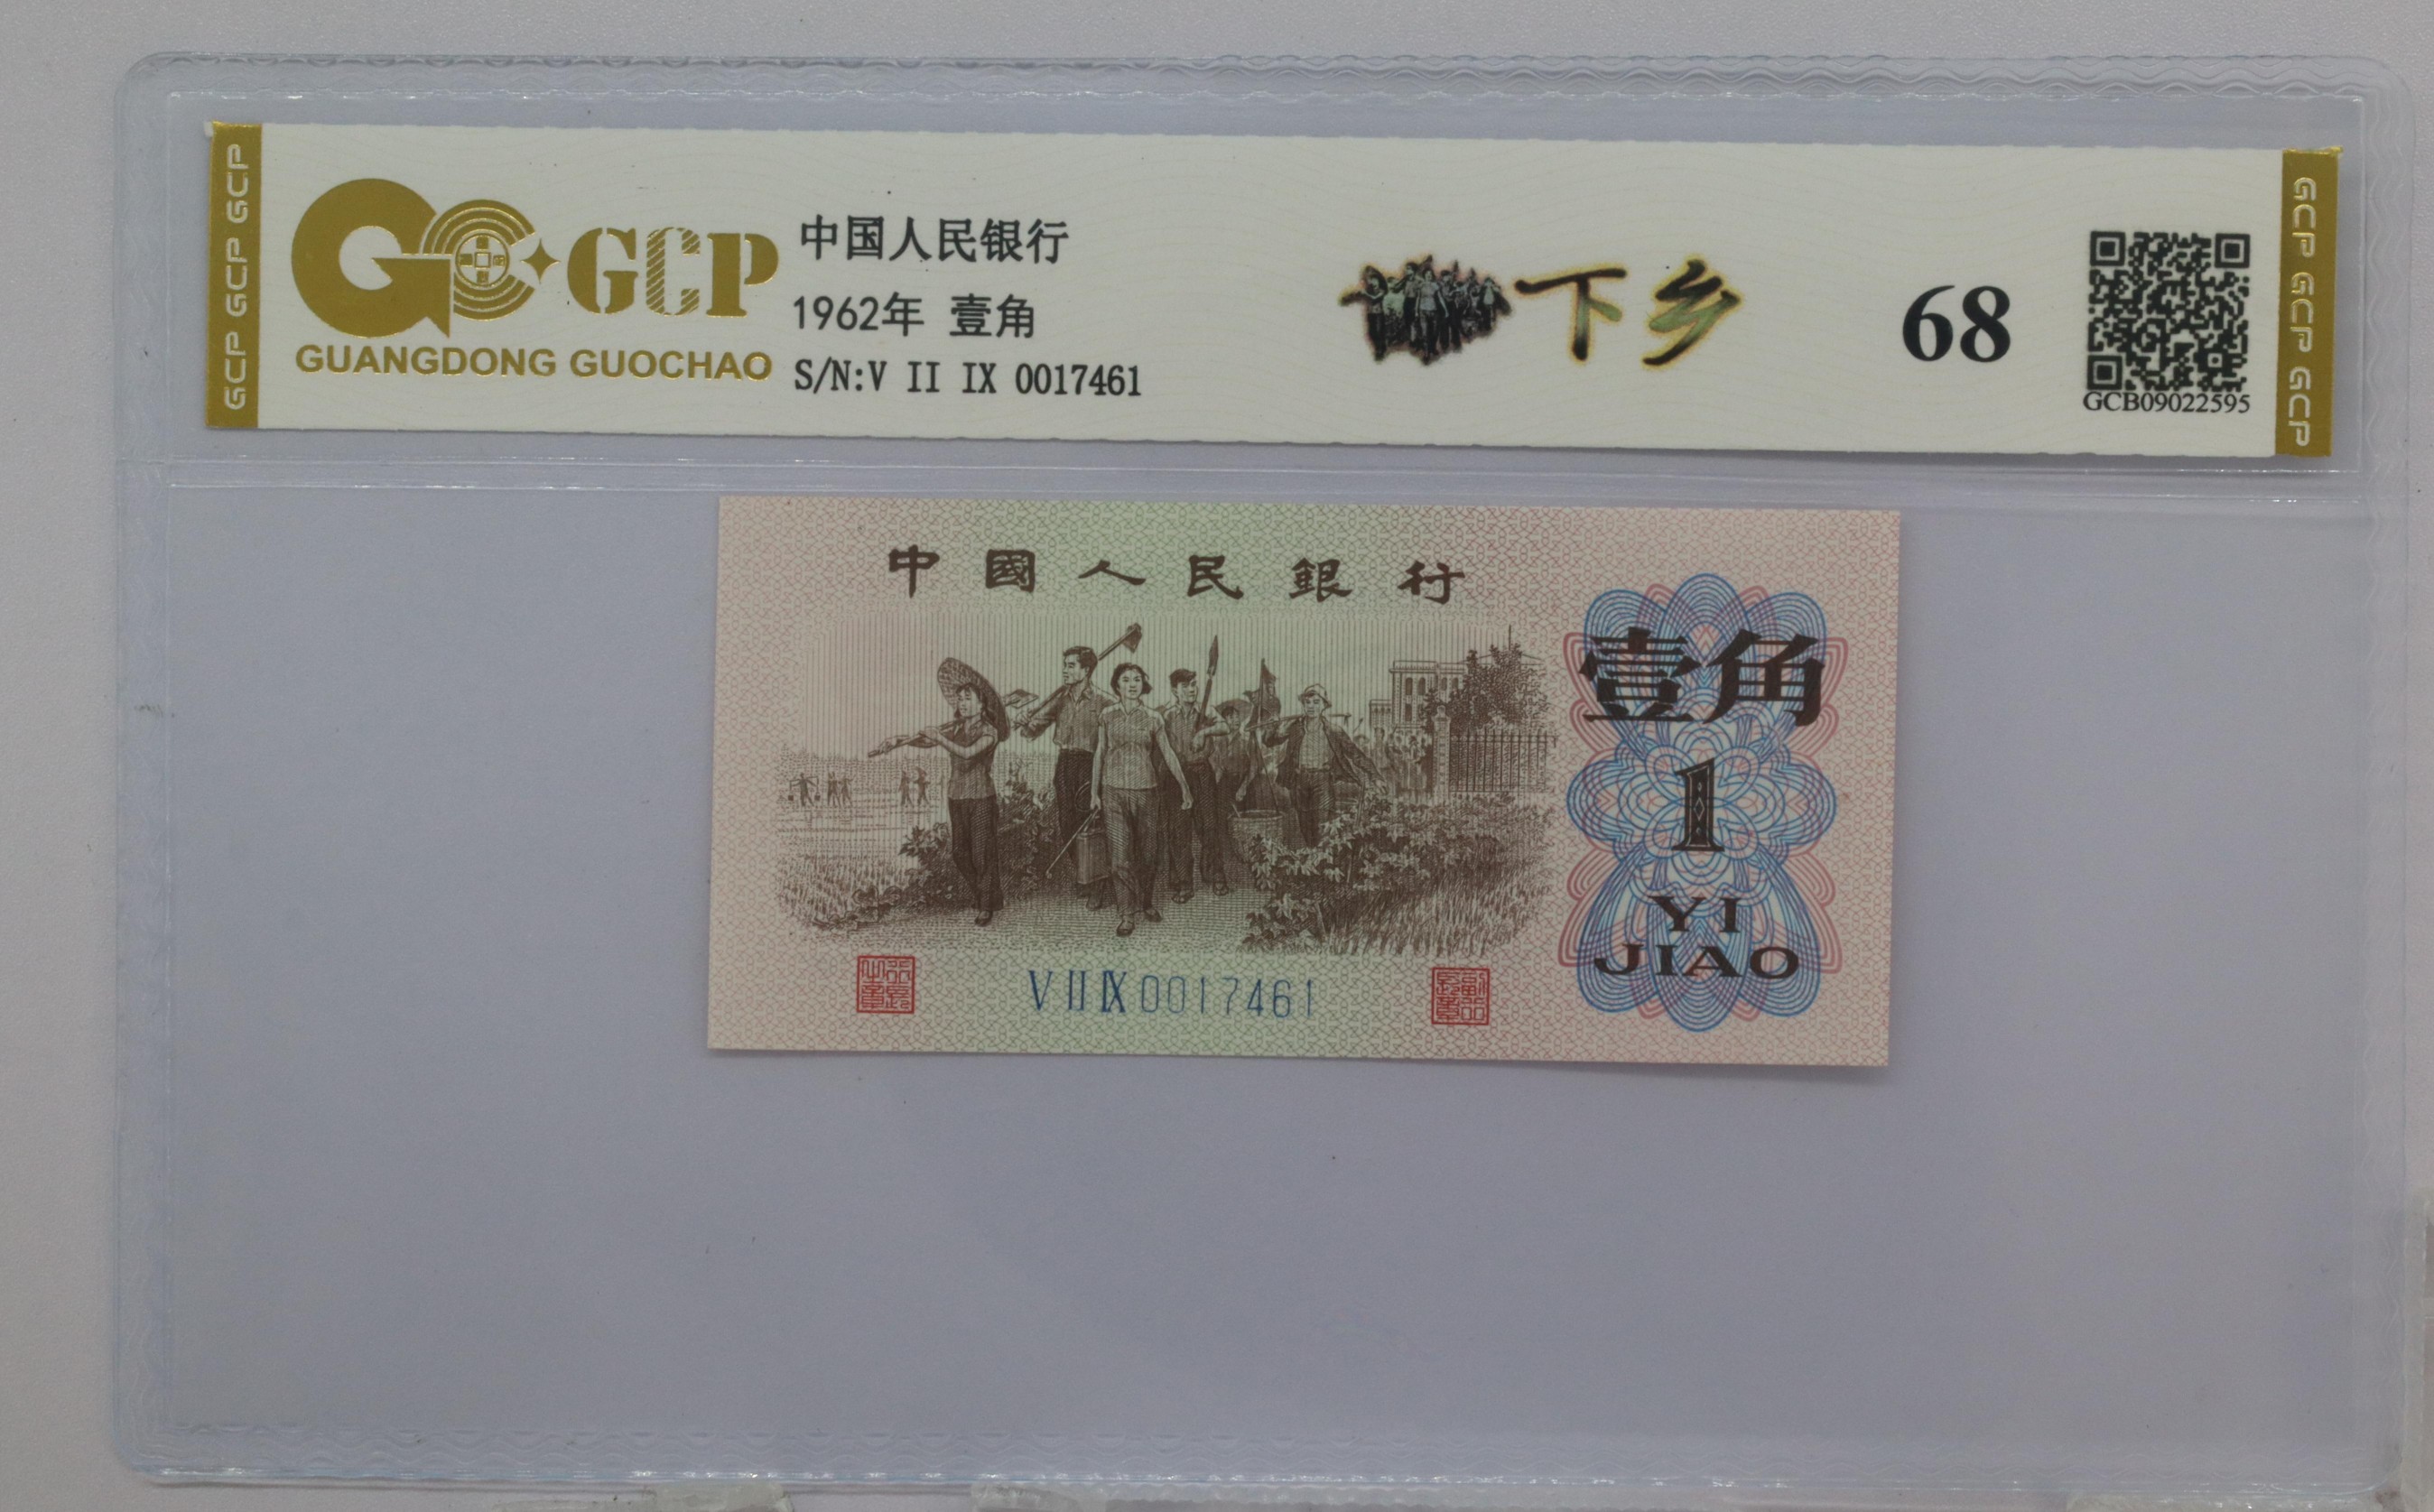 GCP GCP GCP
GCP
GUANGDONG GUOCHAO
中国人民银行
1962年 壹角
S/N:V II IX 0017461
下乡
68
GCB09022595
GCP GCP GCP GCP
中國人民銀行
壹角
1
YI
JIAO
V II IX 0017461